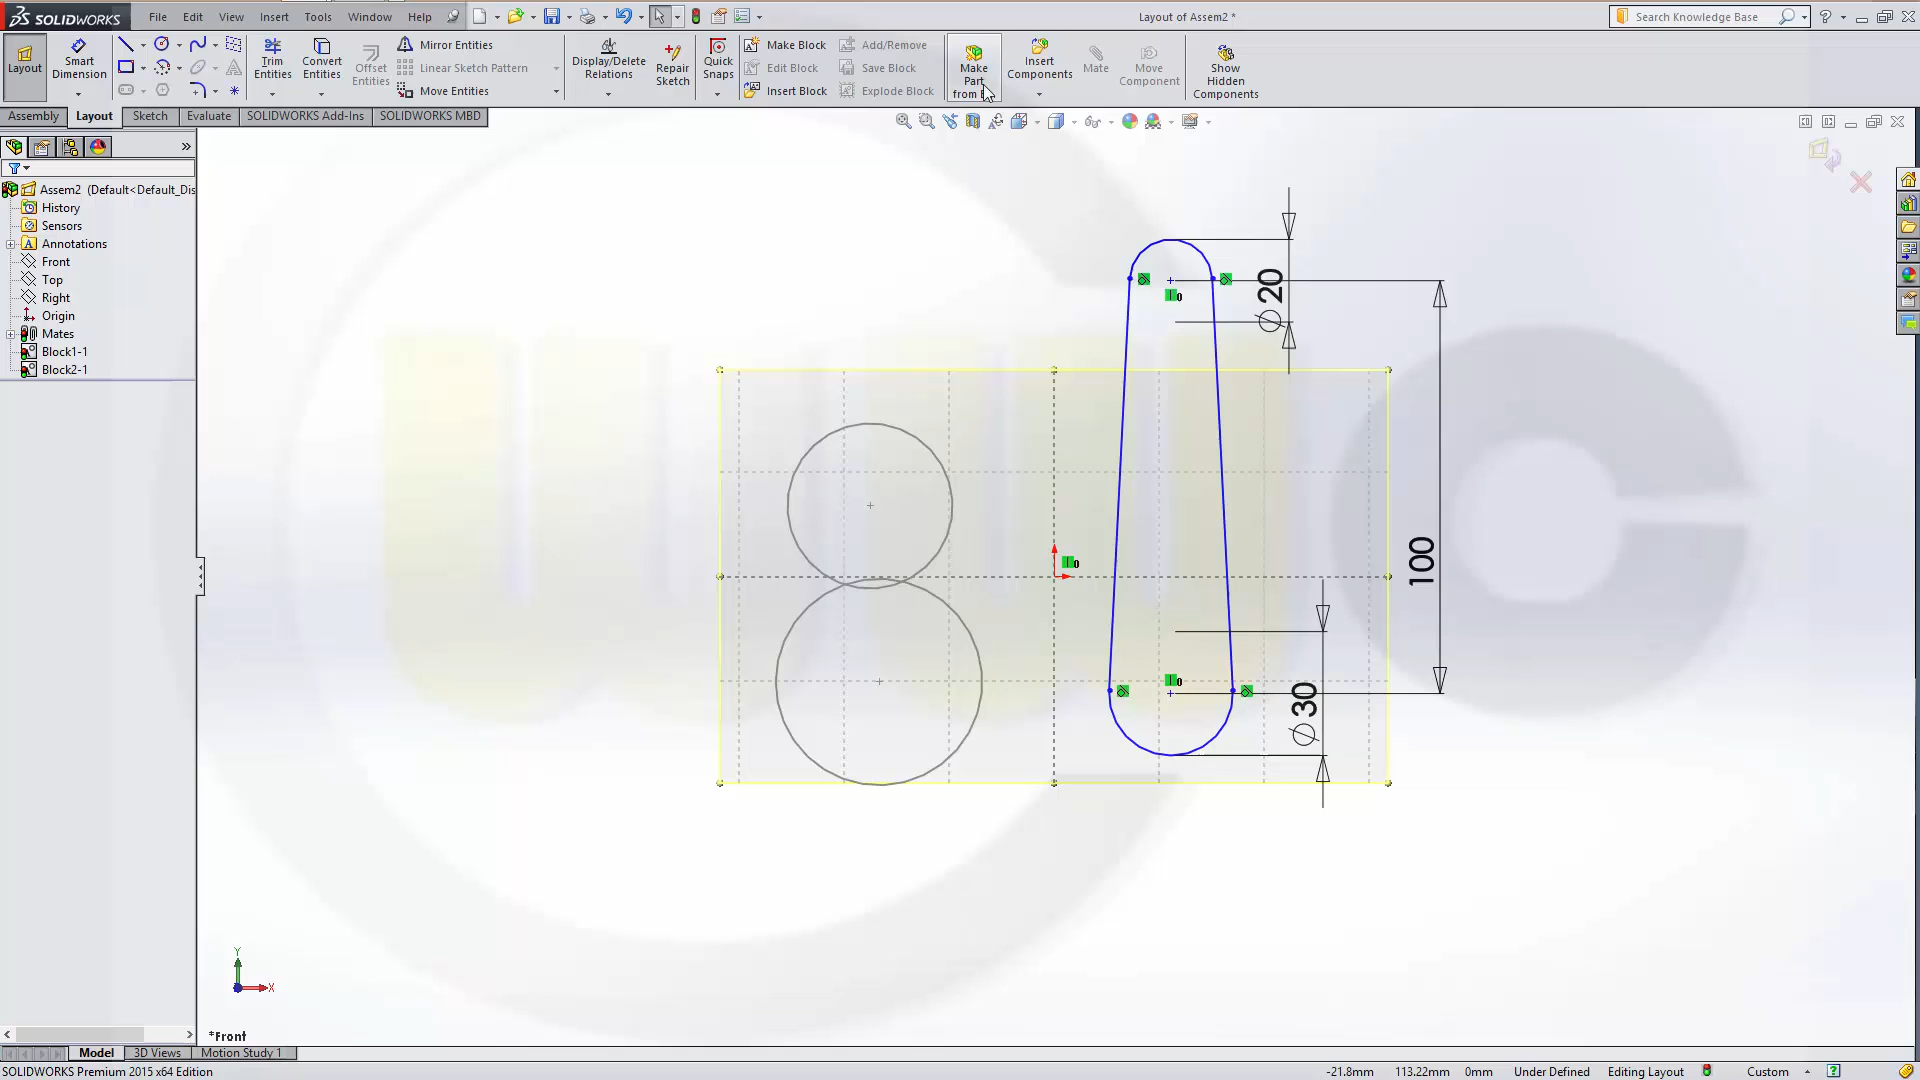 SOLIDWORKS File Edit View Insert Tools Window Help Layout of Assem2 * Search Knowledge Base
Layout Smart Dimension Trim Entities Convert Entities Offset Entities Mirror Entities Linear Sketch Pattern Move Entities Display/Delete Relations Repair Sketch Quick Snaps Make Block Edit Block Insert Block Add/Remove Save Block Explode Block Make Part from Insert Components Mate Move Component Show Hidden Components
Assembly Layout Sketch Evaluate SOLIDWORKS Add-Ins SOLIDWORKS MBD
Assem2 (Default<Default_Dis
History
Sensors
Annotations
Front
Top
Right
Origin
Mates
Block1-1
Block2-1
∅20
100
∅30
Y
X
*Front
Model 3D Views Motion Study 1
SOLIDWORKS Premium 2015 x64 Edition -21.8mm 113.22mm 0mm Under Defined Editing Layout Custom